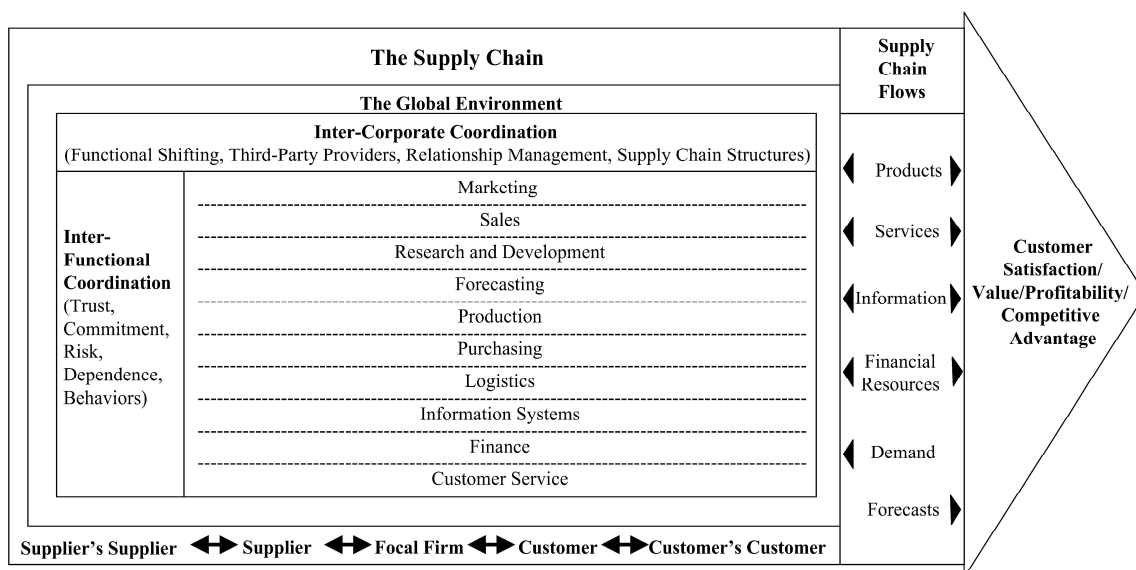 The Supply Chain
The Global Environment
Inter-Corporate Coordination
(Functional Shifting, Third-Party Providers, Relationship Management, Supply Chain Structures)
Inter-
Functional
Coordination
(Trust,
Commitment,
Risk,
Dependence,
Behaviors)
Marketing
Sales
Research and Development
Forecasting
Production
Purchasing
Logistics
Information Systems
Finance
Customer Service
Supplier's Supplier
Supplier
Focal Firm
Customer
Customer's Customer
Supply
Chain
Flows
Products
Services
Information
Financial
Resources
Demand
Forecasts
Customer
Satisfaction/
Value/Profitability/
Competitive
Advantage